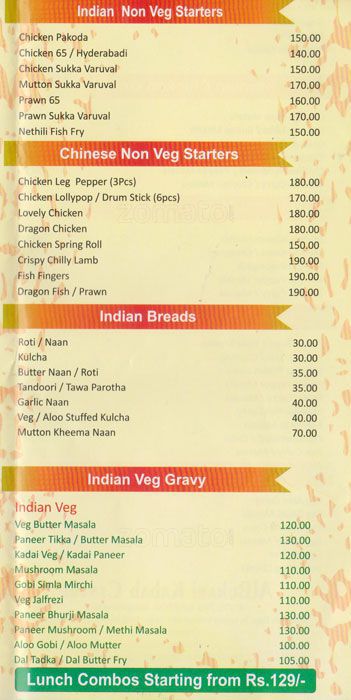 Indian Non Veg Starters
Chicken Pakoda 150.00
Chicken 65 / Hyderabadi 140.00
Chicken Sukka Varuval 150.00
Mutton Sukka Varuval 170.00
Prawn 65 160.00
Prawn Sukka Varuval 170.00
Nethili Fish Fry 150.00
Chinese Non Veg Starters
Chicken Leg Pepper (3Pcs) 180.00
Chicken Lollypop / Drum Stick (6pcs) 170.00
Lovely Chicken 180.00
Dragon Chicken 180.00
Chicken Spring Roll 150.00
Crispy Chilly Lamb 190.00
Fish Fingers 190.00
Dragon Fish / Prawn 190.00
Indian Breads
Roti / Naan 30.00
Kulcha 30.00
Butter Naan / Roti 35.00
Tandoori / Tawa Parotha 35.00
Garlic Naan 40.00
Veg / Aloo Stuffed Kulcha 40.00
Mutton Kheema Naan 70.00
Indian Veg Gravy
Indian Veg
Veg Butter Masala 120.00
Paneer Tikka / Butter Masala 130.00
Kadai Veg / Kadai Paneer 120.00
Mushroom Masala 110.00
Gobi Simla Mirchi 110.00
Veg Jalfrezi 110.00
Paneer Bhurji Masala 130.00
Paneer Mushroom / Methi Masala 130.00
Aloo Gobi / Aloo Mutter 100.00
Dal Tadka / Dal Butter Fry 105.00
Lunch Combos Starting from Rs.129/-